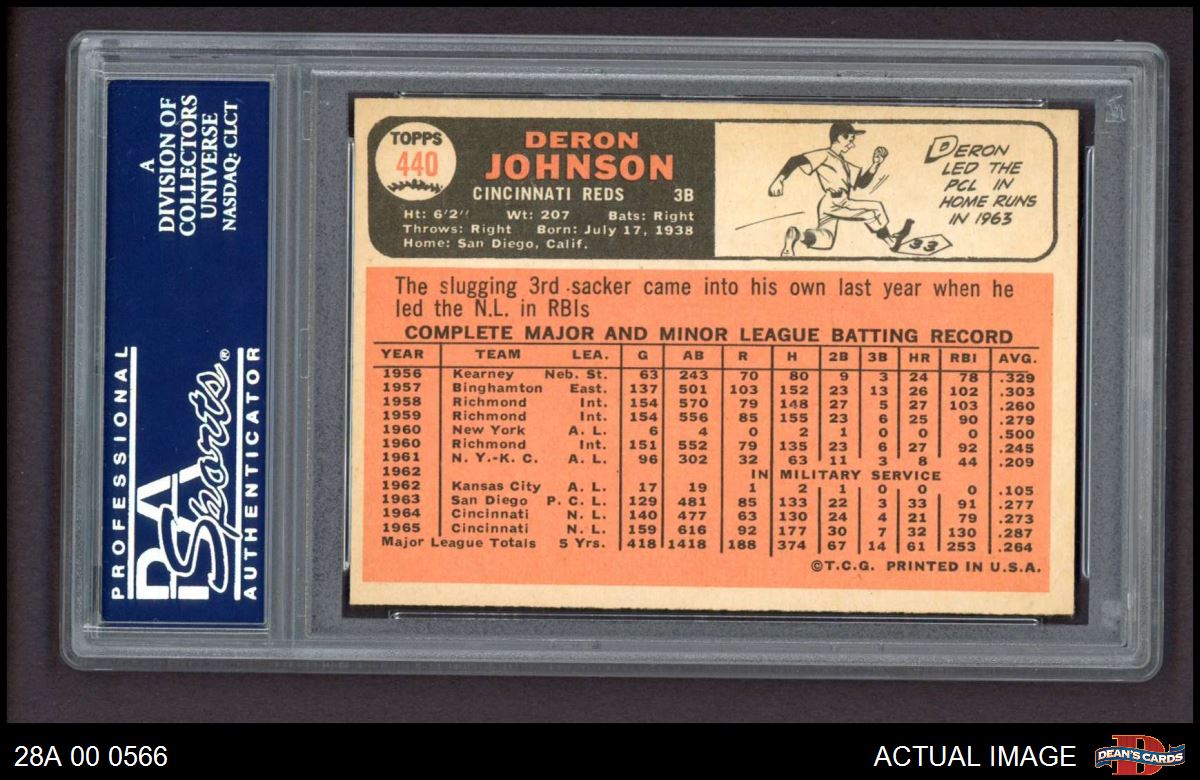 A
DIVISION OF
COLLECTORS
UNIVERSE
NASDAQ: CLCT
PROFESSIONAL
PSA
Sports®
AUTHENTICATOR
TOPPS
440
DERON
JOHNSON
CINCINNATI REDS 3B
Ht: 6'2" Wt: 207 Bats: Right
Throws: Right Born: July 17, 1938
Home: San Diego, Calif.
B
DERON
LED THE
PCL IN
HOME RUNS
IN 1963
33
The slugging 3rd sacker came into his own last year when he
led the N.L. in RBIs
COMPLETE MAJOR AND MINOR LEAGUE BATTING RECORD
YEAR TEAM LEA. G AB R H 2B 3B HR RBI AVG.
1956 Kearney Neb. St. 63 243 70 80 9 3 24 78 .329
1957 Binghamton East. 137 501 103 152 23 13 26 102 .303
1958 Richmond Int. 154 570 79 148 27 5 27 103 .260
1959 Richmond Int. 154 556 85 155 23 6 25 90 .279
1960 New York A. L. 6 4 0 2 1 0 0 0 .500
1960 Richmond Int. 151 552 79 135 23 6 27 92 .245
1961 N. Y.-K. C. A. L. 96 302 32 63 11 3 8 44 .209
1962 IN MILITARY SERVICE
1962 Kansas City A. L. 17 19 1 2 1 0 0 0 .105
1963 San Diego P. C. L. 129 481 85 133 22 3 33 91 .277
1964 Cincinnati N. L. 140 477 63 130 24 4 21 79 .273
1965 Cincinnati N. L. 159 616 92 177 30 7 32 130 .287
Major League Totals 5 Yrs. 418 1418 188 374 67 14 61 253 .264
©T.C.G. PRINTED IN U.S.A.
28A 00 0566
ACTUAL IMAGE
D
DEAN'S CARDS